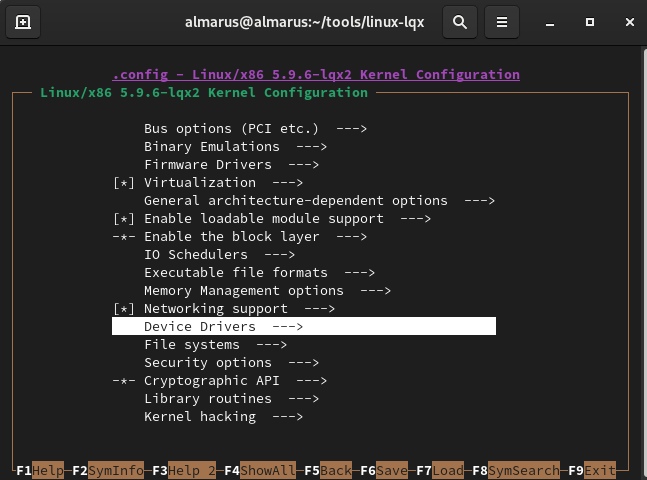 almarus@almarus:~/tools/linux-lqx
.config - Linux/x86 5.9.6-lqx2 Kernel Configuration
Linux/x86 5.9.6-lqx2 Kernel Configuration
Bus options (PCI etc.)  --->
Binary Emulations  --->
Firmware Drivers  --->
[*] Virtualization  --->
General architecture-dependent options  --->
[*] Enable loadable module support  --->
-*- Enable the block layer  --->
IO Schedulers  --->
Executable file formats  --->
Memory Management options  --->
[*] Networking support  --->
Device Drivers  --->
File systems  --->
Security options  --->
-*- Cryptographic API  --->
Library routines  --->
Kernel hacking  --->
F1Help F2SymInfo F3Help 2 F4ShowAll F5Back F6Save F7Load F8SymSearch F9Exit